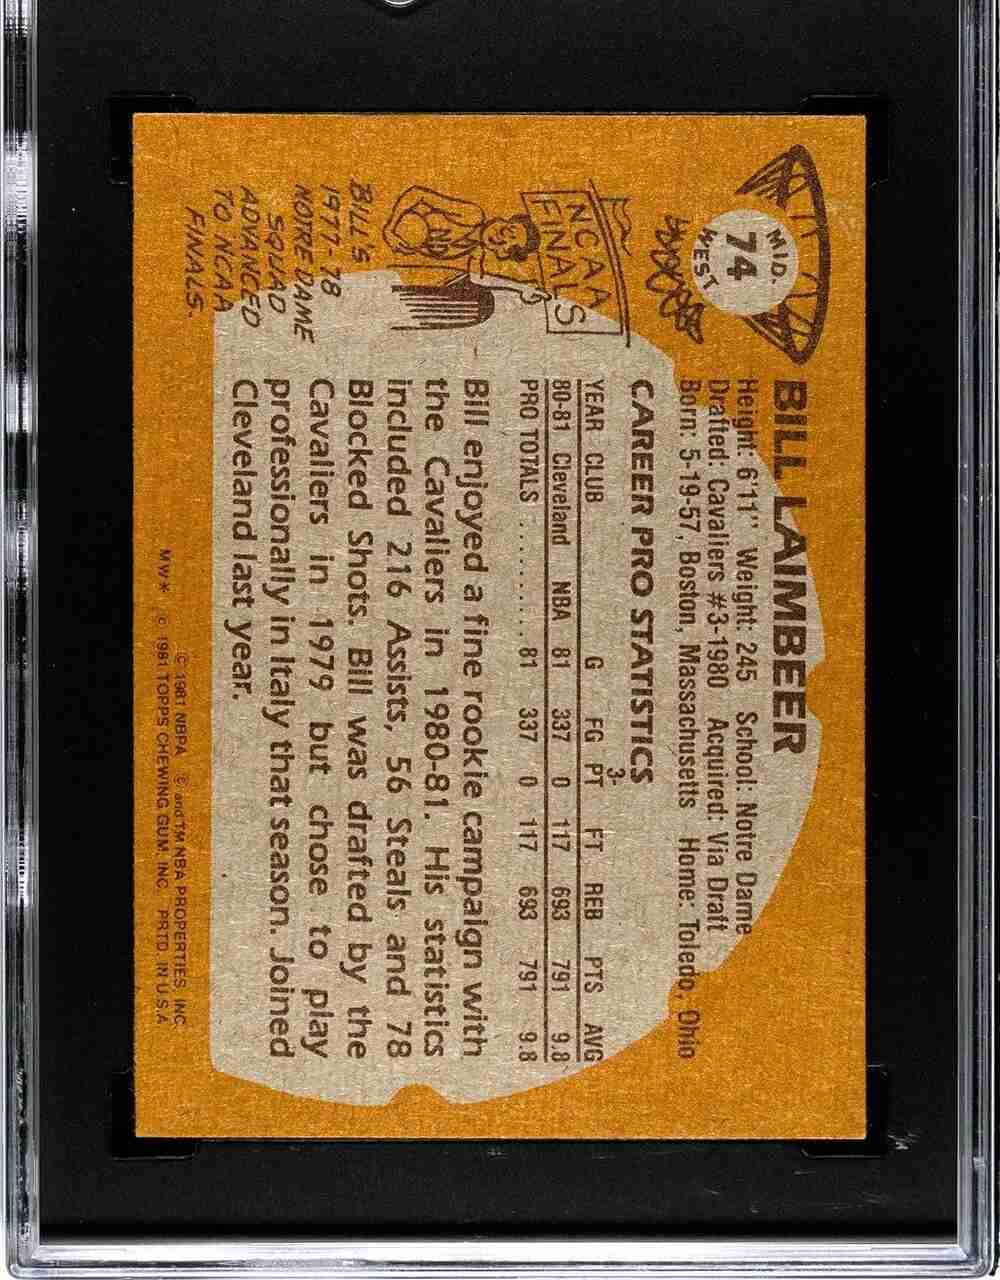 MID.
WEST
74
BILL LAIMBEER
Height: 6'11" Weight: 245 School: Notre Dame
Drafted: Cavaliers #3-1980 Acquired: Via Draft
Born: 5-19-57, Boston, Massachusetts Home: Toledo, Ohio
CAREER PRO STATISTICS
YEAR CLUB G FG 3-PT FT REB PTS AVG
80-81 Cleveland NBA 81 337 0 117 693 791 9.8
PRO TOTALS ..........81 337 0 117 693 791 9.8
Bill enjoyed a fine rookie campaign with
the Cavaliers in 1980-81. His statistics
included 216 Assists, 56 Steals and 78
Blocked Shots. Bill was drafted by the
Cavaliers in 1979 but chose to play
professionally in Italy that season. Joined
Cleveland last year.
NCAA
FINALS
ND
BILL'S
1977-78
NOTRE DAME
SQUAD
ADVANCED
TO NCAA
FINALS.
© 1981 NBPA © and TM NBA PROPERTIES, INC
MW* © 1981 TOPPS CHEWING GUM, INC. PRTD. IN U.S.A.